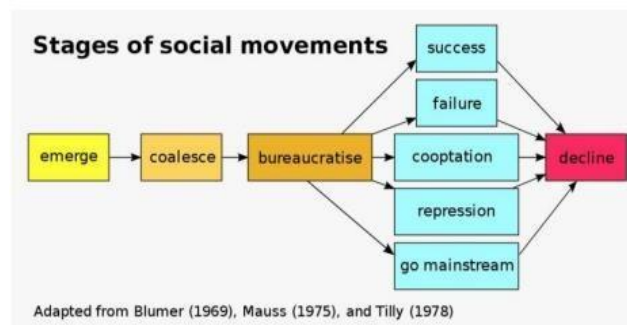 Stages of social movements
success
failure
emerge
coalesce
bureaucratise
cooptation
decline
repression
go mainstream
Adapted from Blumer (1969), Mauss (1975), and Tilly (1978)